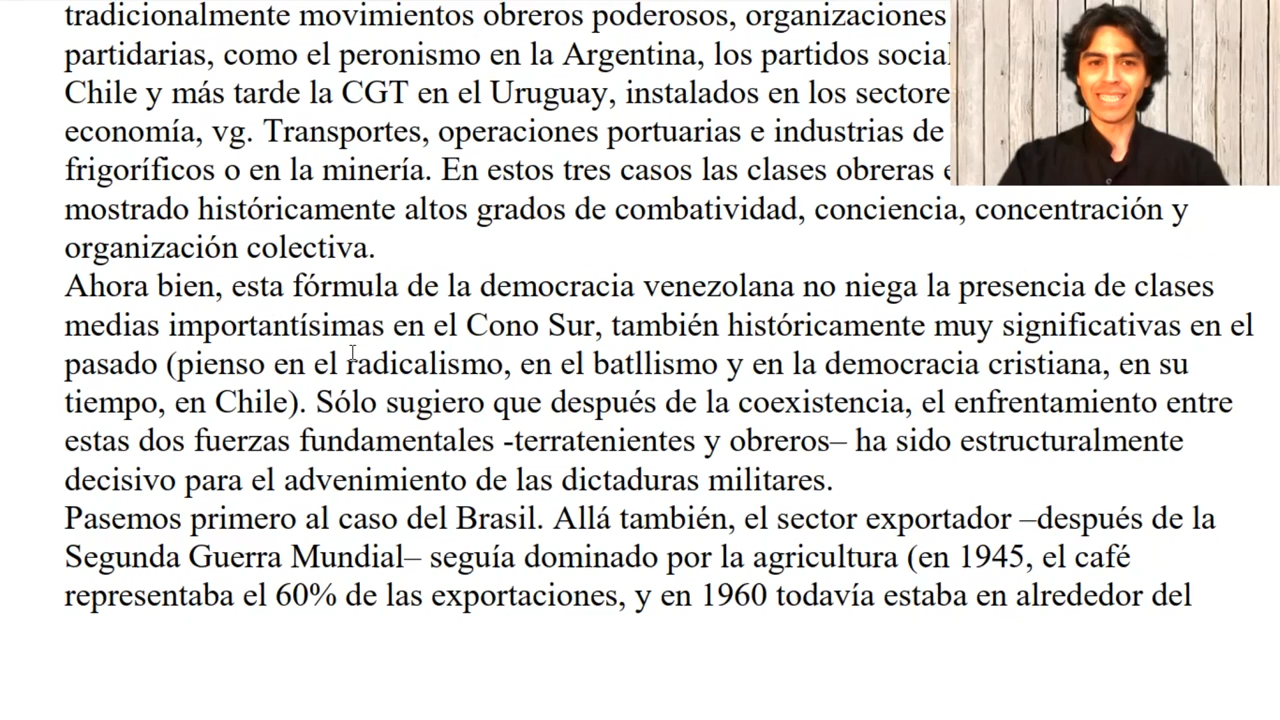 tradicionalmente movimientos obreros poderosos, organizaciones
partidarias, como el peronismo en la Argentina, los partidos social
Chile y más tarde la CGT en el Uruguay, instalados en los sectore
economía, vg. Transportes, operaciones portuarias e industrias de
frigoríficos o en la minería. En estos tres casos las clases obreras
mostrado históricamente altos grados de combatividad, conciencia, concentración y
organización colectiva.
Ahora bien, esta fórmula de la democracia venezolana no niega la presencia de clases
medias importantísimas en el Cono Sur, también históricamente muy significativas en el
pasado (pienso en el radicalismo, en el batllismo y en la democracia cristiana, en su
tiempo, en Chile). Sólo sugiero que después de la coexistencia, el enfrentamiento entre
estas dos fuerzas fundamentales -terratenientes y obreros– ha sido estructuralmente
decisivo para el advenimiento de las dictaduras militares.
Pasemos primero al caso del Brasil. Allá también, el sector exportador –después de la
Segunda Guerra Mundial– seguía dominado por la agricultura (en 1945, el café
representaba el 60% de las exportaciones, y en 1960 todavía estaba en alrededor del